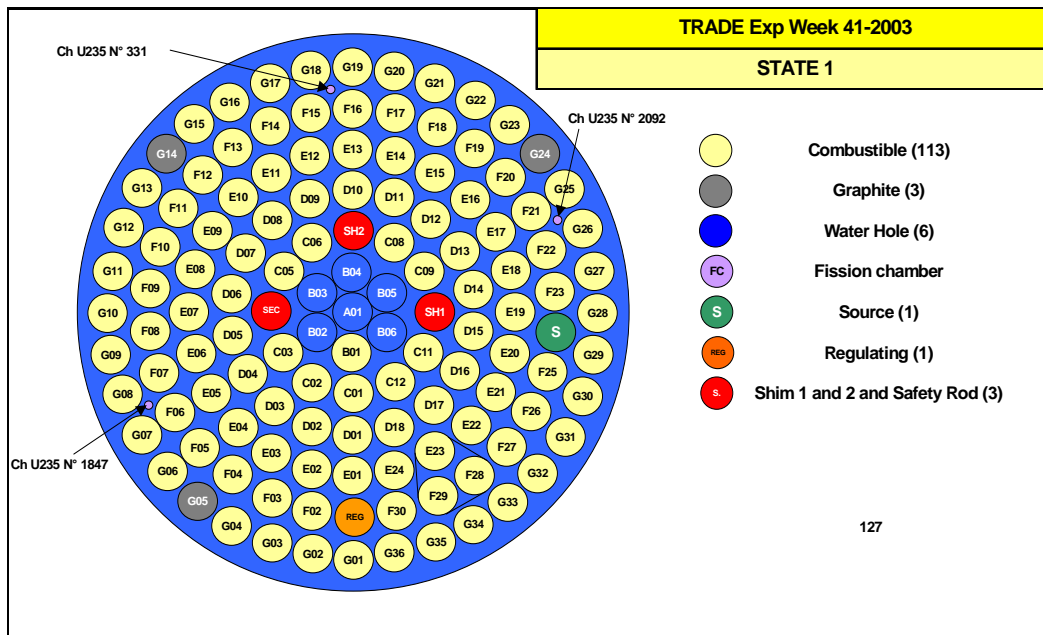 TRADE Exp Week 41-2003
STATE 1
Ch U235 N° 331
Ch U235 N° 2092
Ch U235 N° 1847
G19
G18 G20
G17 G21
G16 G22
G15 G23
G14 G24
G13 G25
G12 G26
G11 G27
G10 G28
G09 G29
G08 G30
G07 G31
G06 G32
G05 G33
G04 G34
G03 G35
G02 G36
G01
F16
F15 F17
F14 F18
F13 F19
F12 F20
F11 F21
F10 F22
F09 F23
F08 S
F07 F25
F06 F26
F05 F27
F04 F28
F03 F29
F02 F30
REG
E13
E12 E14
E11 E15
E10 E16
E09 E17
E08 E18
E07 E19
E06 E20
E05 E21
E04 E22
E03 E23
E02 E24
E01
D10
D09 D11
D08 D12
D07 D13
D06 D14
D05 D15
D04 D16
D03 D17
D02 D18
D01
SH2
C06 C08
C05 C09
SEC SH1
C03 C11
C02 C12
C01
B04
B03 B05
A01
B02 B06
B01
Combustible (113)
Graphite (3)
Water Hole (6)
FC Fission chamber
S Source (1)
REG Regulating (1)
S. Shim 1 and 2 and Safety Rod (3)
127